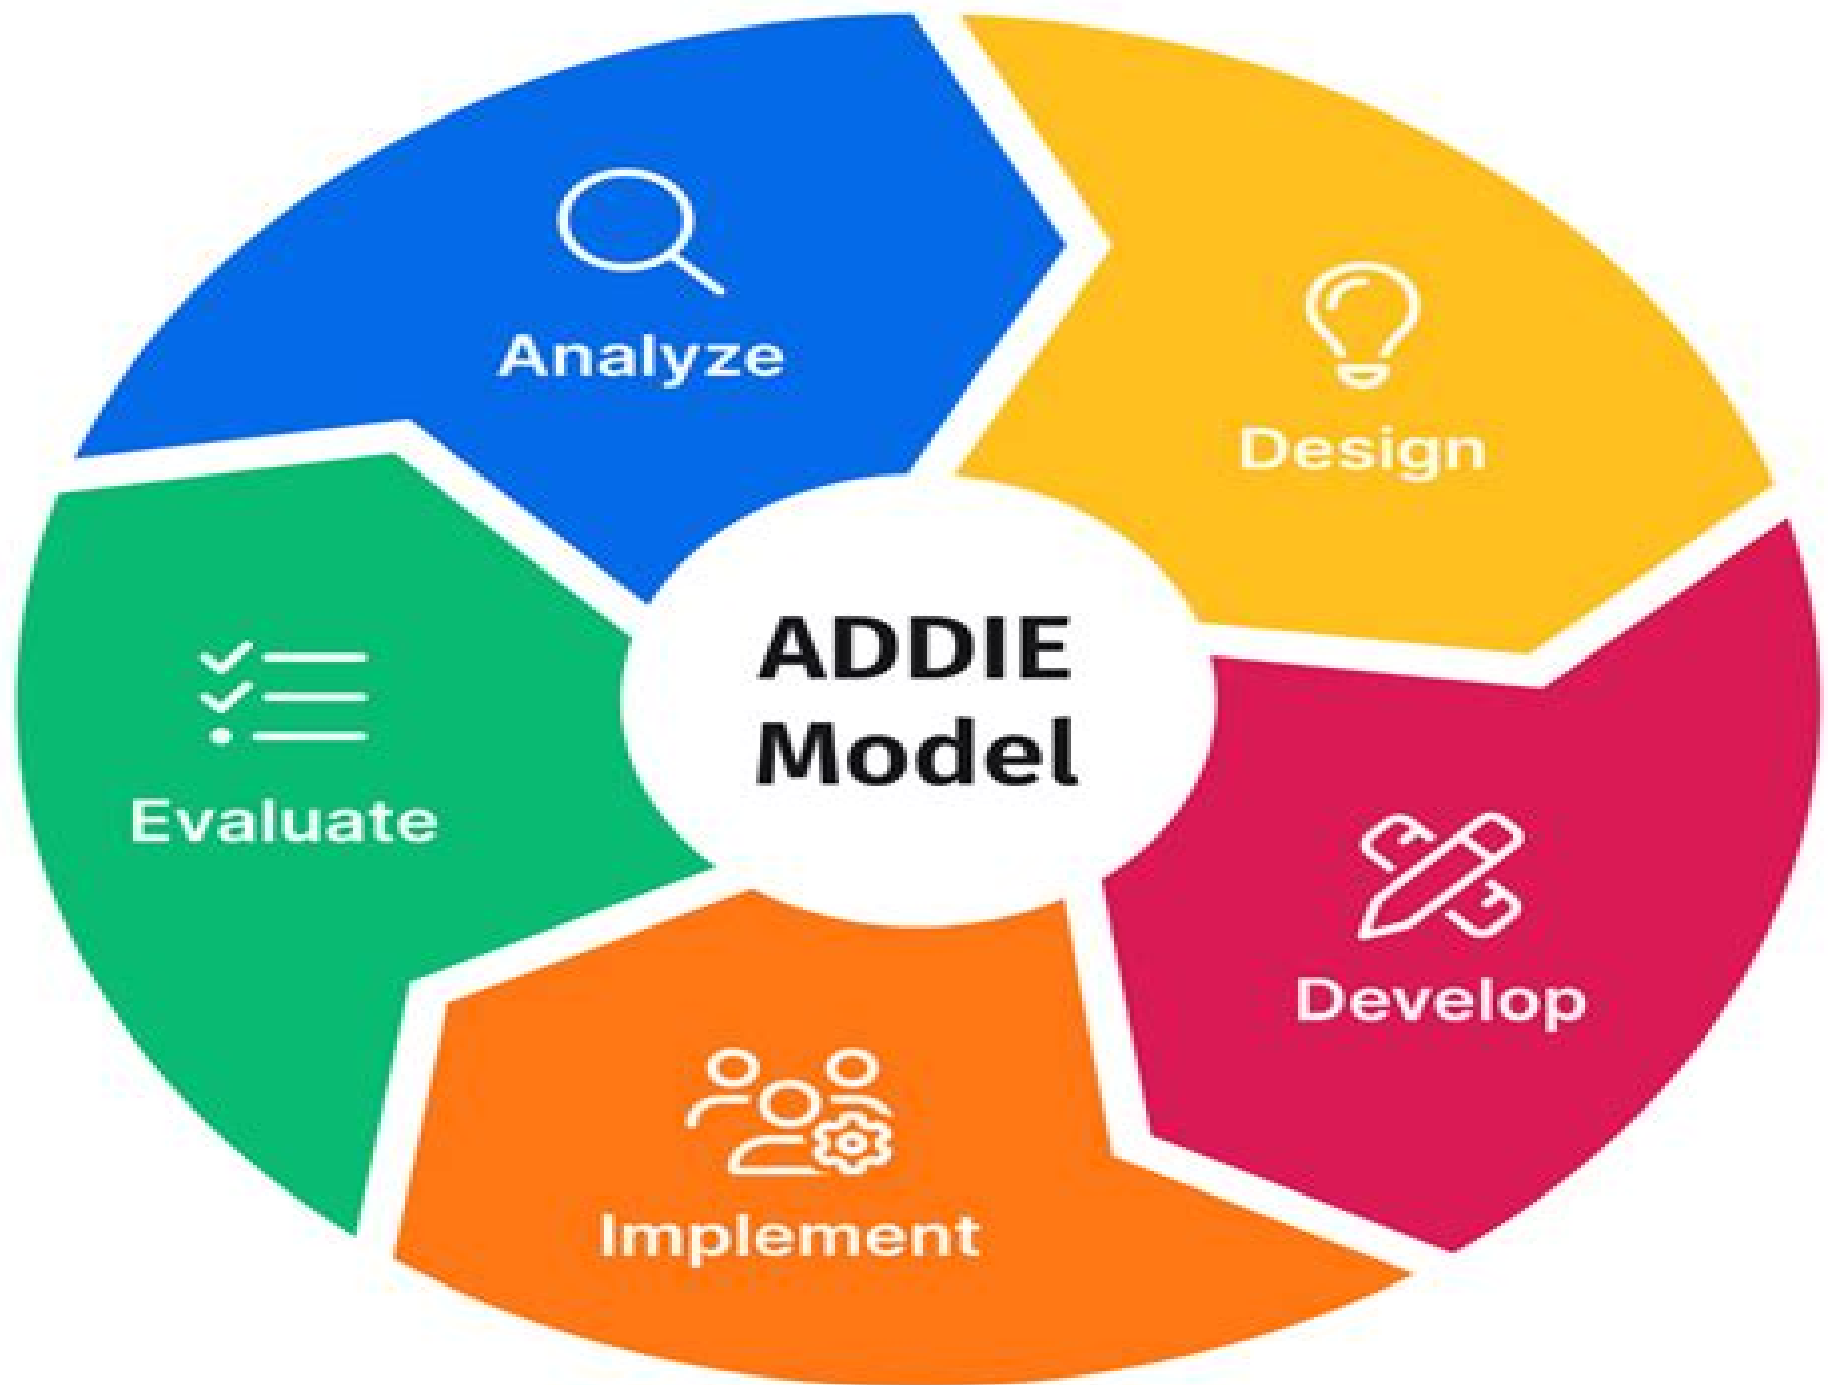 ADDIE
Model
Analyze
Design
Develop
Implement
Evaluate